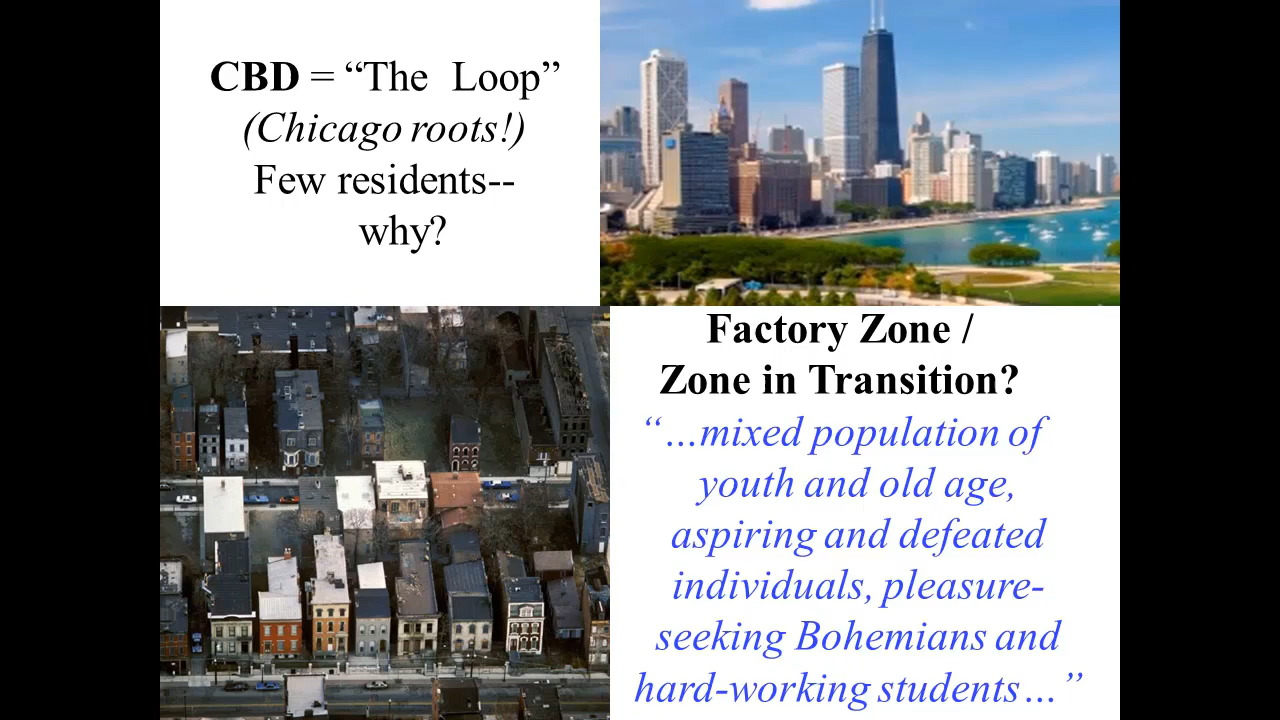 CBD = “The Loop”
(Chicago roots!)
Few residents--
why?
Factory Zone /
Zone in Transition?
“…mixed population of
youth and old age,
aspiring and defeated
individuals, pleasure-
seeking Bohemians and
hard-working students…”